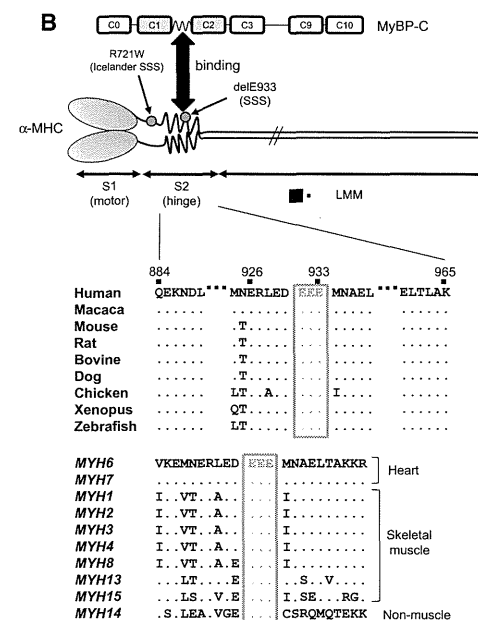 B
C0 C1 C2 C3 C9 C10 MyBP-C
R721W
(Icelander SSS)
binding
delE933
(SSS)
α-MHC
S1
(motor)
S2
(hinge)
LMM
884 926 933 965
Human QEKNDL MNERLED EEE MNAEL ELTLAK
Macaca ...... ....... ... ..... ......
Mouse ...... .T..... ... ..... ......
Rat ...... .T..... ... ..... ......
Bovine ...... .T..... ... ..... ......
Dog ...... .T..... ... ..... ......
Chicken ...... LT..A.. ... I.... ......
Xenopus ...... QT..... ... ..... ......
Zebrafish ...... LT..... ... ..... ......
MYH6 VKEMNERLED EEE MNAELTAKKR
MYH7 .......... ... ..........
Heart
MYH1 I..VT..A.. ... I.........
MYH2 I..VT..A.. ... I.........
MYH3 I..VT..A.. ... I.........
MYH4 I..VT..A.. ... I.........
MYH8 I..VT..A.E ... I.........
MYH13 ...LT....E ... ..S..V....
MYH15 ...LS..V.E ... I.SE...RG.
Skeletal
muscle
MYH14 .S.LEA.VGE ... CSRQMQTEKK Non-muscle